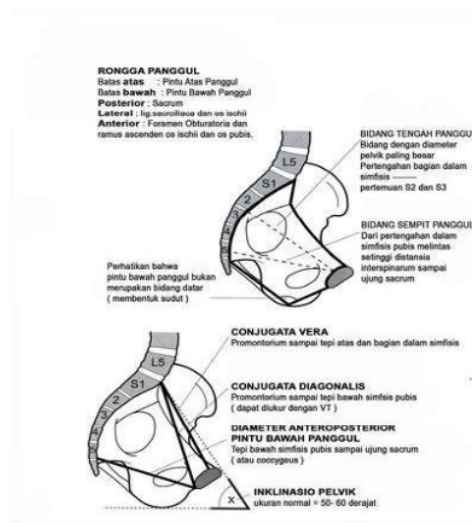 RONGGA PANGGUL
Batas atas : Pintu Atas Panggul
Batas bawah : Pintu Bawah Panggul
Posterior : Sacrum
Lateral : lig.sacroiliaca dan os ischii
Anterior : Foramen Obturatoria dan
ramus ascenden os ischii dan os pubis.
BIDANG TENGAH PANGGU
Bidang dengan diameter
pelvik paling besar
Pertengahan bagian dalam
simfisis --------
pertemuan S2 dan S3
L5
S1
2
3
4
BIDANG SEMPIT PANGGUL
Dari pertengahan dalam
simfisis pubis melintas
setinggi distansia
interspinarum sampai
ujung sacrum
Perhatikan bahwa
pintu bawah panggul bukan
merupakan bidang datar
( membentuk sudut )
CONJUGATA VERA
Promontorium sampai tepi atas dan bagian dalam simfisis
L5
S1
2
3
4
CONJUGATA DIAGONALIS
Promontorium sampai tepi bawah simfsis pubis
( dapat diukur dengan VT )
DIAMETER ANTEROPOSTERIOR
PINTU BAWAH PANGGUL
Tepi bawah simfisis pubis sampai ujung sacrum
( atau coccygeus )
X
INKLINASIO PELVIK
ukuran normal = 50- 60 derajat